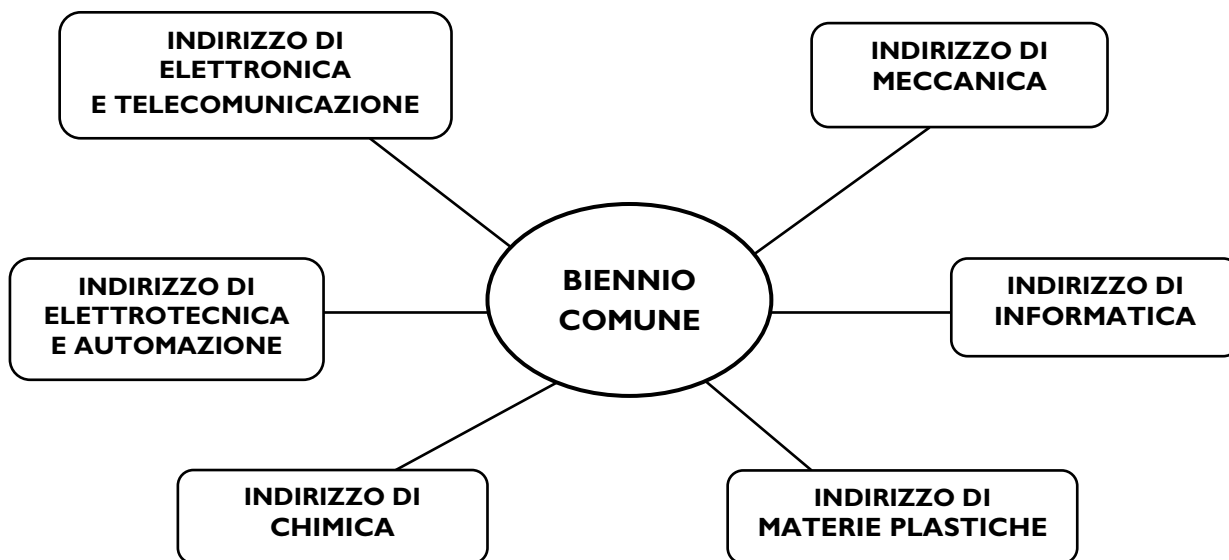 INDIRIZZO DI
ELETTRONICA
E TELECOMUNICAZIONE
INDIRIZZO DI
MECCANICA
BIENNIO
COMUNE
INDIRIZZO DI
ELETTROTECNICA
E AUTOMAZIONE
INDIRIZZO DI
INFORMATICA
INDIRIZZO DI
CHIMICA
INDIRIZZO DI
MATERIE PLASTICHE